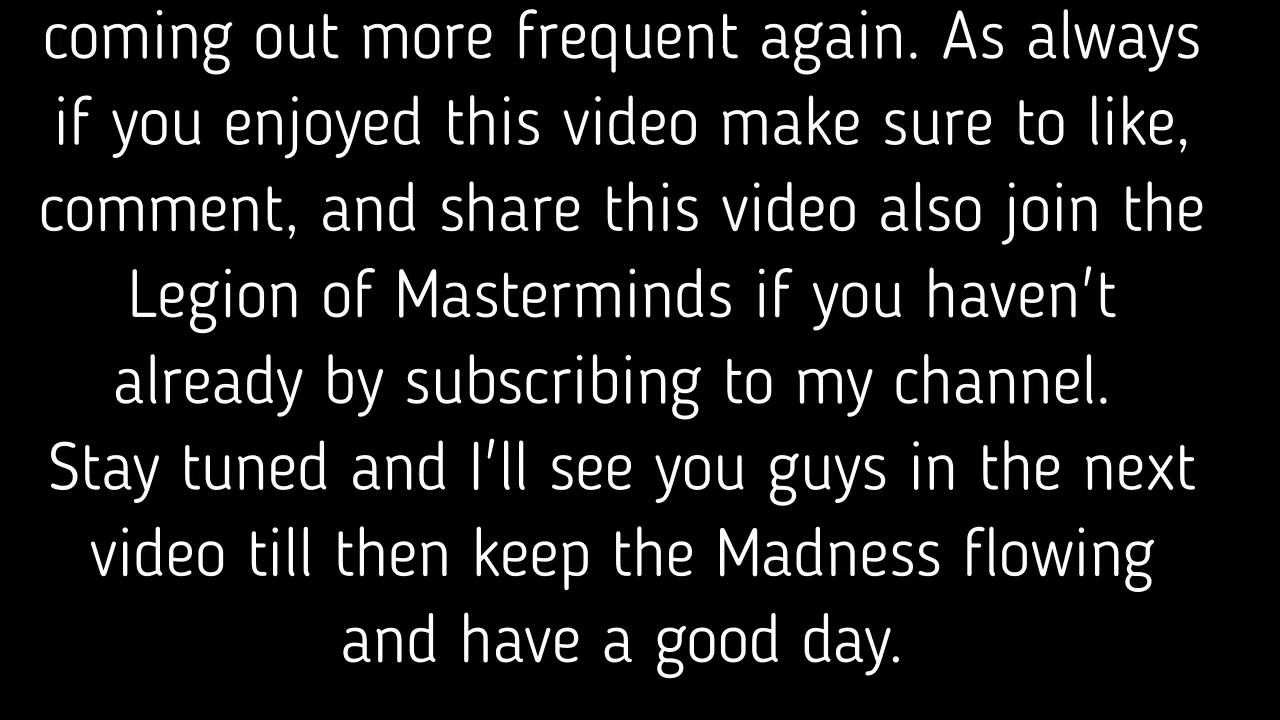 coming out more frequent again. As always
if you enjoyed this video make sure to like,
comment, and share this video also join the
Legion of Masterminds if you haven't
already by subscribing to my channel.
Stay tuned and I'll see you guys in the next
video till then keep the Madness flowing
and have a good day.